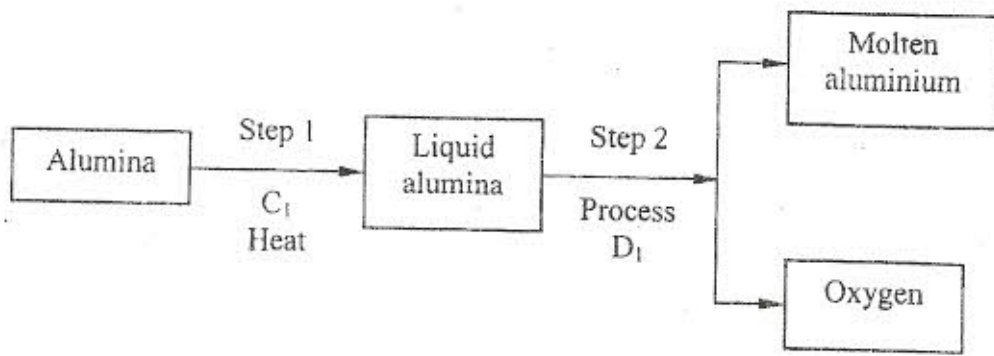 Alumina
Step 1
C₁
Heat
Liquid
alumina
Step 2
Process
D₁
Molten
aluminium
Oxygen